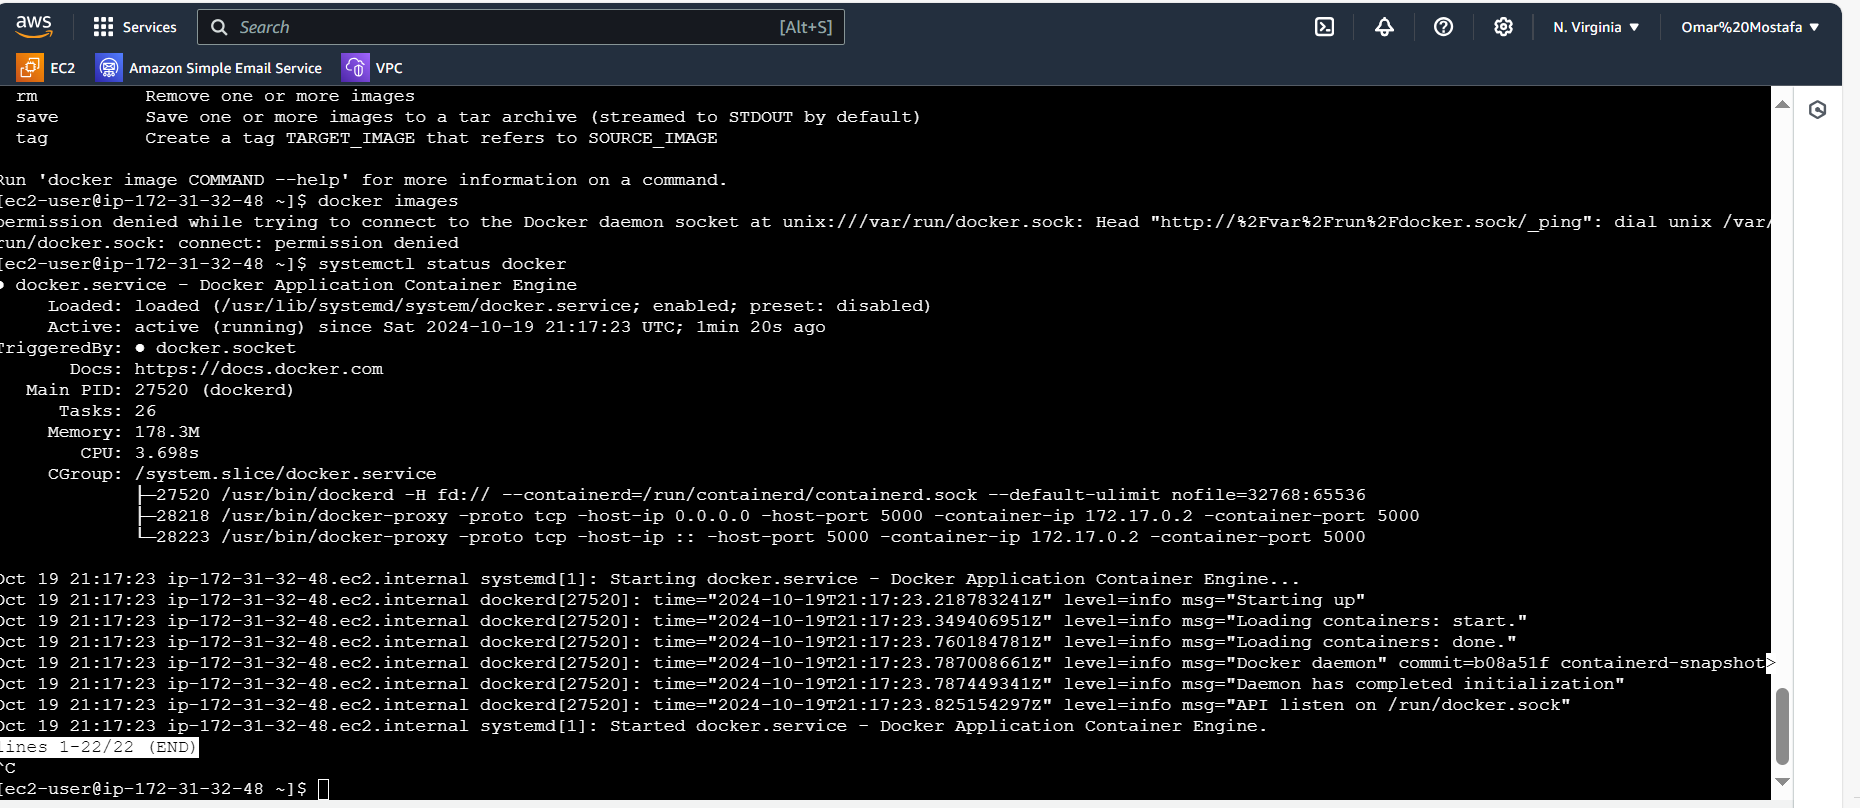 aws Services Search [Alt+S] N. Virginia Omar%20Mostafa
EC2 Amazon Simple Email Service VPC
rm Remove one or more images
save Save one or more images to a tar archive (streamed to STDOUT by default)
tag Create a tag TARGET_IMAGE that refers to SOURCE_IMAGE
Run 'docker image COMMAND --help' for more information on a command.
[ec2-user@ip-172-31-32-48 ~]$ docker images
permission denied while trying to connect to the Docker daemon socket at unix:///var/run/docker.sock: Head "http://%2Fvar%2Frun%2Fdocker.sock/_ping": dial unix /var/
run/docker.sock: connect: permission denied
[ec2-user@ip-172-31-32-48 ~]$ systemctl status docker
● docker.service - Docker Application Container Engine
Loaded: loaded (/usr/lib/systemd/system/docker.service; enabled; preset: disabled)
Active: active (running) since Sat 2024-10-19 21:17:23 UTC; 1min 20s ago
TriggeredBy: ● docker.socket
Docs: https://docs.docker.com
Main PID: 27520 (dockerd)
Tasks: 26
Memory: 178.3M
CPU: 3.698s
CGroup: /system.slice/docker.service
├─27520 /usr/bin/dockerd -H fd:// --containerd=/run/containerd/containerd.sock --default-ulimit nofile=32768:65536
├─28218 /usr/bin/docker-proxy -proto tcp -host-ip 0.0.0.0 -host-port 5000 -container-ip 172.17.0.2 -container-port 5000
└─28223 /usr/bin/docker-proxy -proto tcp -host-ip :: -host-port 5000 -container-ip 172.17.0.2 -container-port 5000
Oct 19 21:17:23 ip-172-31-32-48.ec2.internal systemd[1]: Starting docker.service - Docker Application Container Engine...
Oct 19 21:17:23 ip-172-31-32-48.ec2.internal dockerd[27520]: time="2024-10-19T21:17:23.218783241Z" level=info msg="Starting up"
Oct 19 21:17:23 ip-172-31-32-48.ec2.internal dockerd[27520]: time="2024-10-19T21:17:23.349406951Z" level=info msg="Loading containers: start."
Oct 19 21:17:23 ip-172-31-32-48.ec2.internal dockerd[27520]: time="2024-10-19T21:17:23.760184781Z" level=info msg="Loading containers: done."
Oct 19 21:17:23 ip-172-31-32-48.ec2.internal dockerd[27520]: time="2024-10-19T21:17:23.787008661Z" level=info msg="Docker daemon" commit=b08a51f containerd-snapshot>
Oct 19 21:17:23 ip-172-31-32-48.ec2.internal dockerd[27520]: time="2024-10-19T21:17:23.787449341Z" level=info msg="Daemon has completed initialization"
Oct 19 21:17:23 ip-172-31-32-48.ec2.internal dockerd[27520]: time="2024-10-19T21:17:23.825154297Z" level=info msg="API listen on /run/docker.sock"
Oct 19 21:17:23 ip-172-31-32-48.ec2.internal systemd[1]: Started docker.service - Docker Application Container Engine.
lines 1-22/22 (END)
^C
[ec2-user@ip-172-31-32-48 ~]$